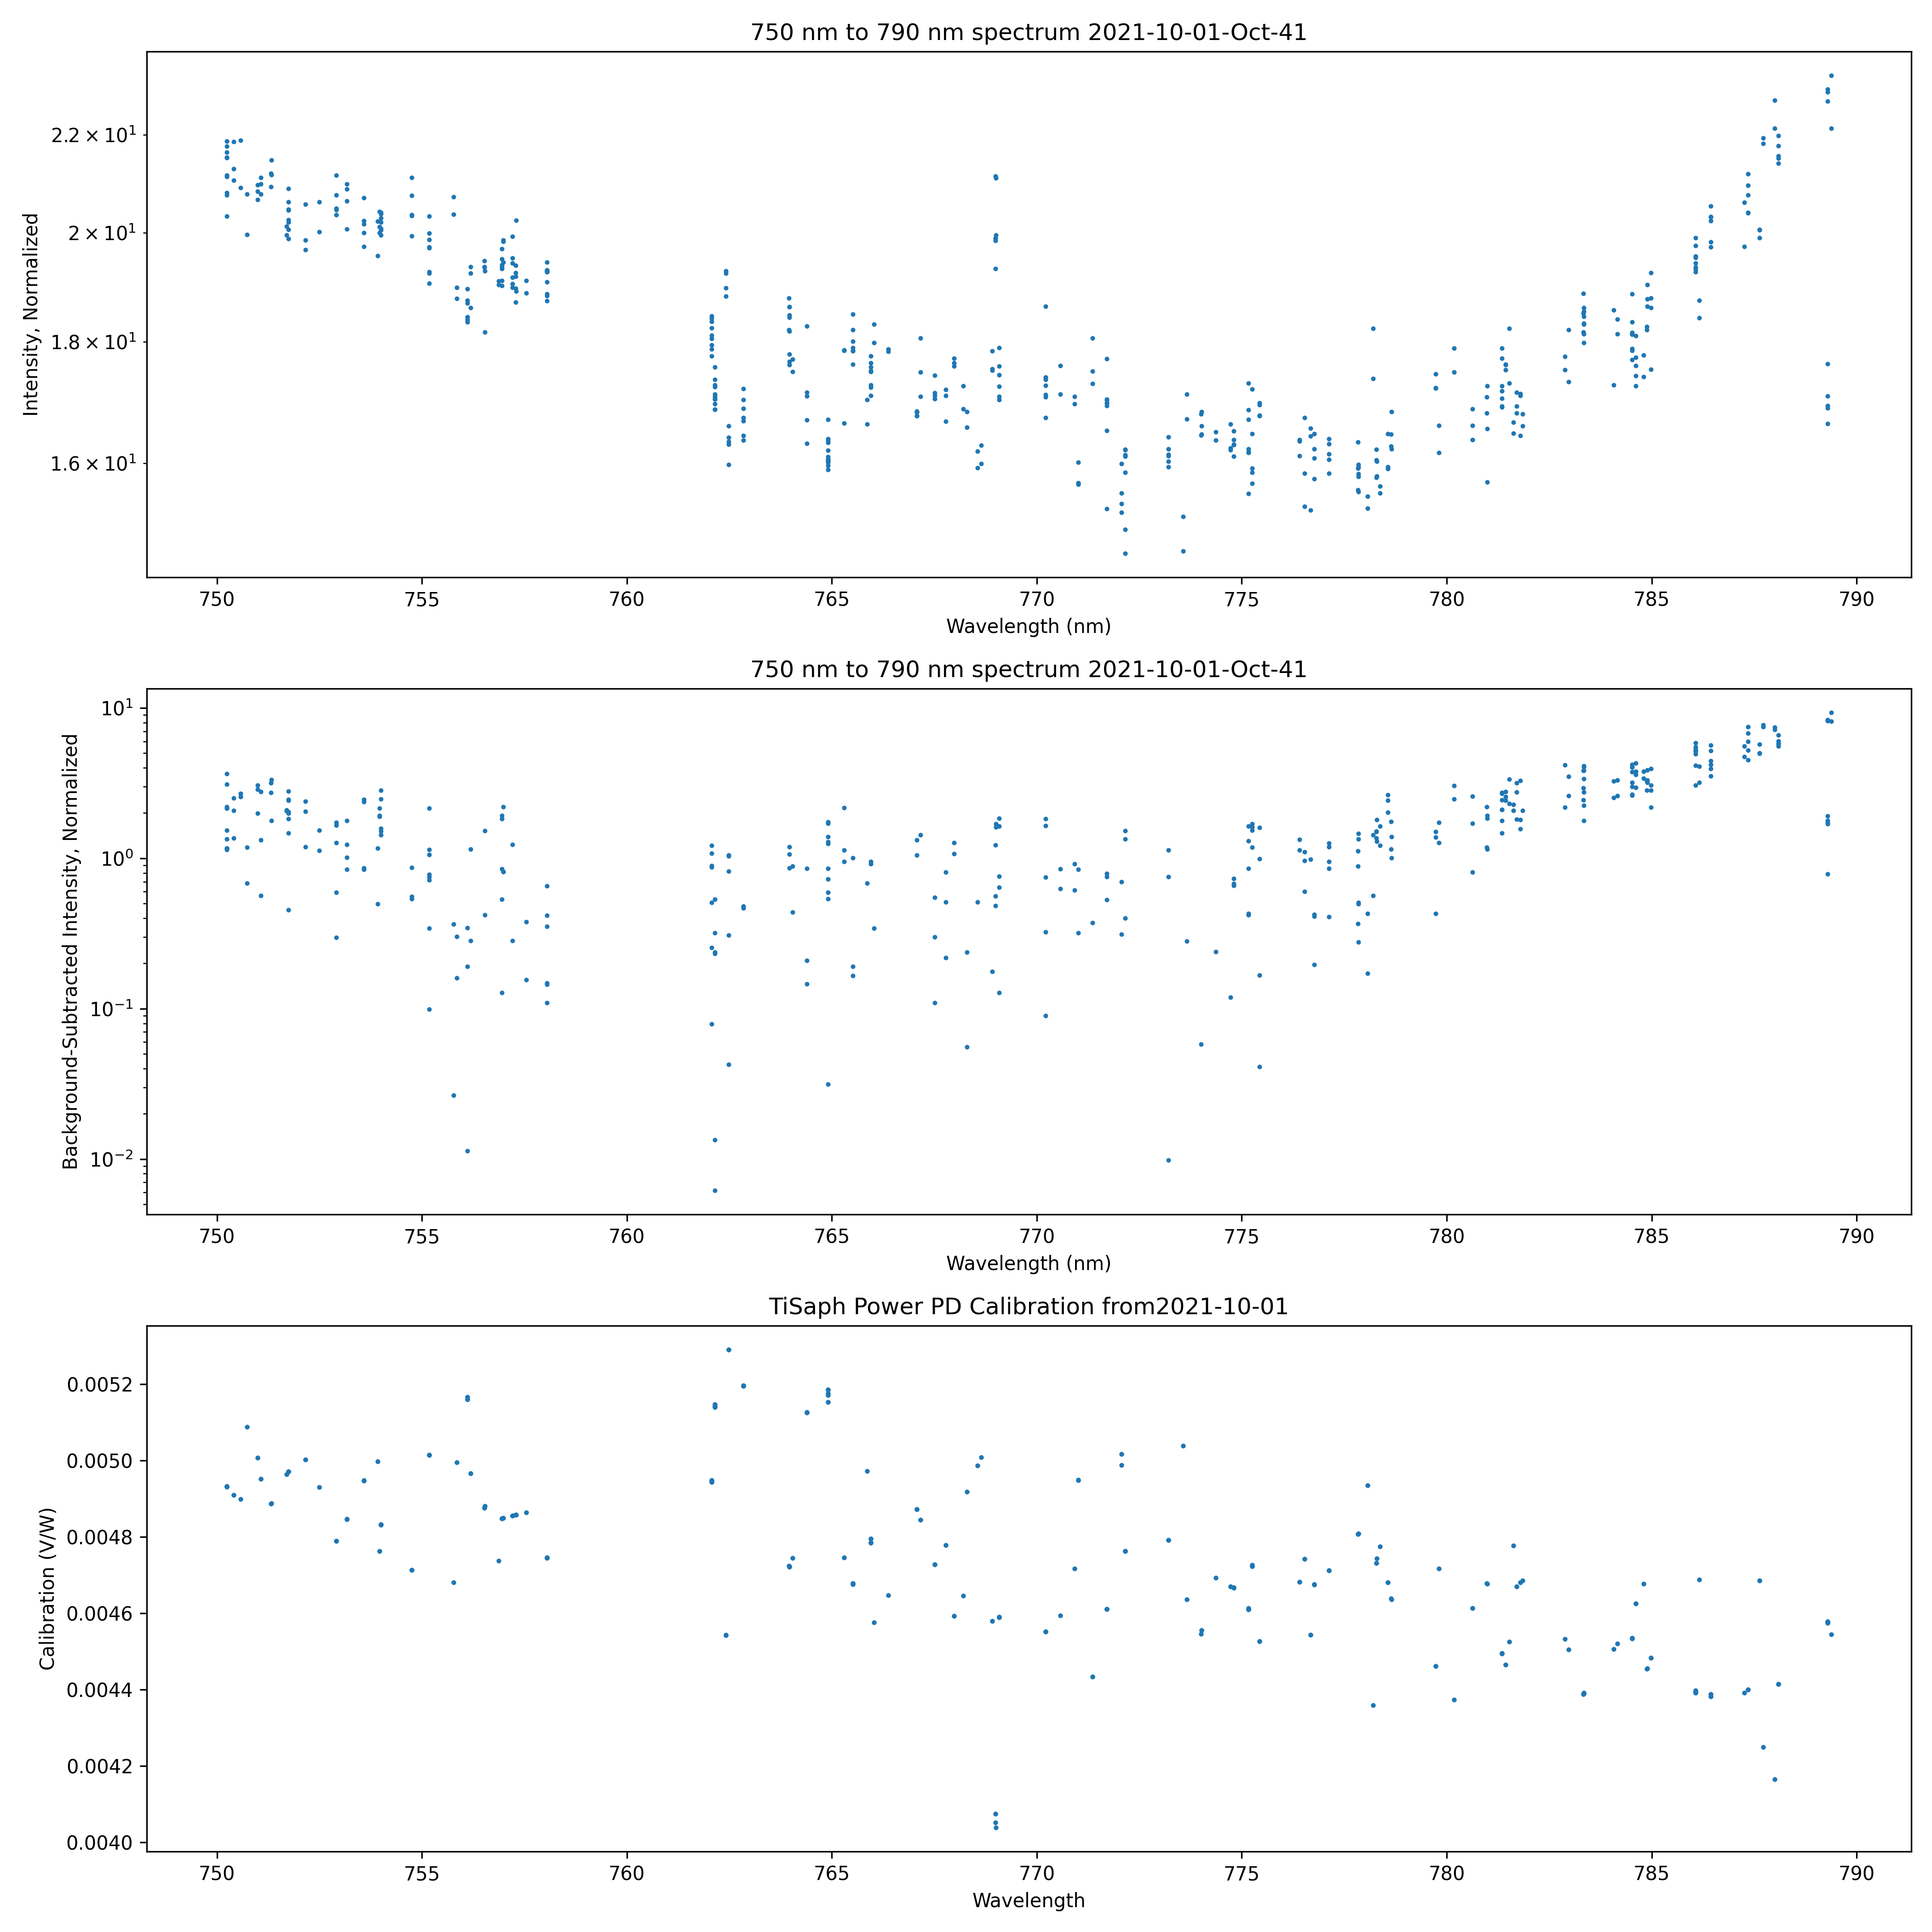 750 nm to 790 nm spectrum 2021-10-01-Oct-41
Intensity, Normalized
2.2 × 10¹
2 × 10¹
1.8 × 10¹
1.6 × 10¹
750 755 760 765 770 775 780 785 790
Wavelength (nm)
750 nm to 790 nm spectrum 2021-10-01-Oct-41
Background-Subtracted Intensity, Normalized
10¹
10⁰
10⁻¹
10⁻²
750 755 760 765 770 775 780 785 790
Wavelength (nm)
TiSaph Power PD Calibration from2021-10-01
Calibration (V/W)
0.0052
0.0050
0.0048
0.0046
0.0044
0.0042
0.0040
750 755 760 765 770 775 780 785 790
Wavelength